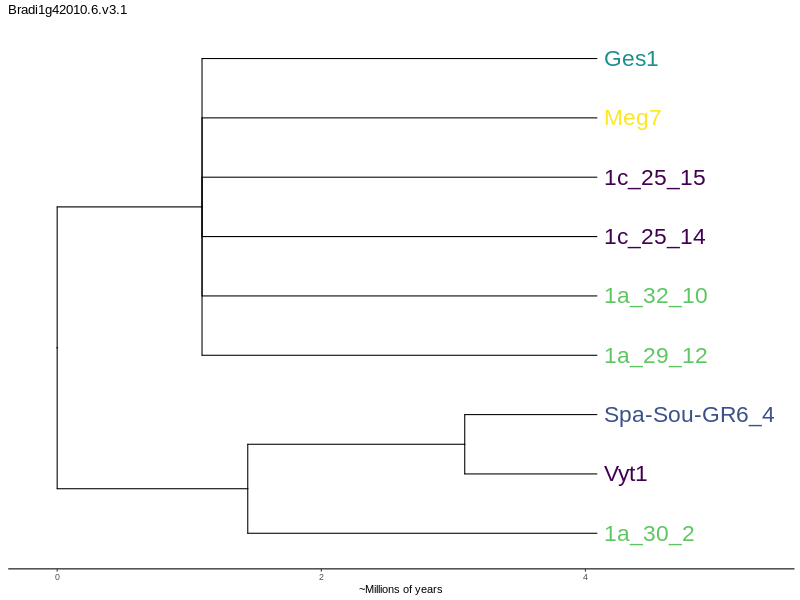 Bradi1g42010.6.v3.1
Ges1
Meg7
1c_25_15
1c_25_14
1a_32_10
1a_29_12
Spa-Sou-GR6_4
Vyt1
1a_30_2
0 2 4
~Millions of years